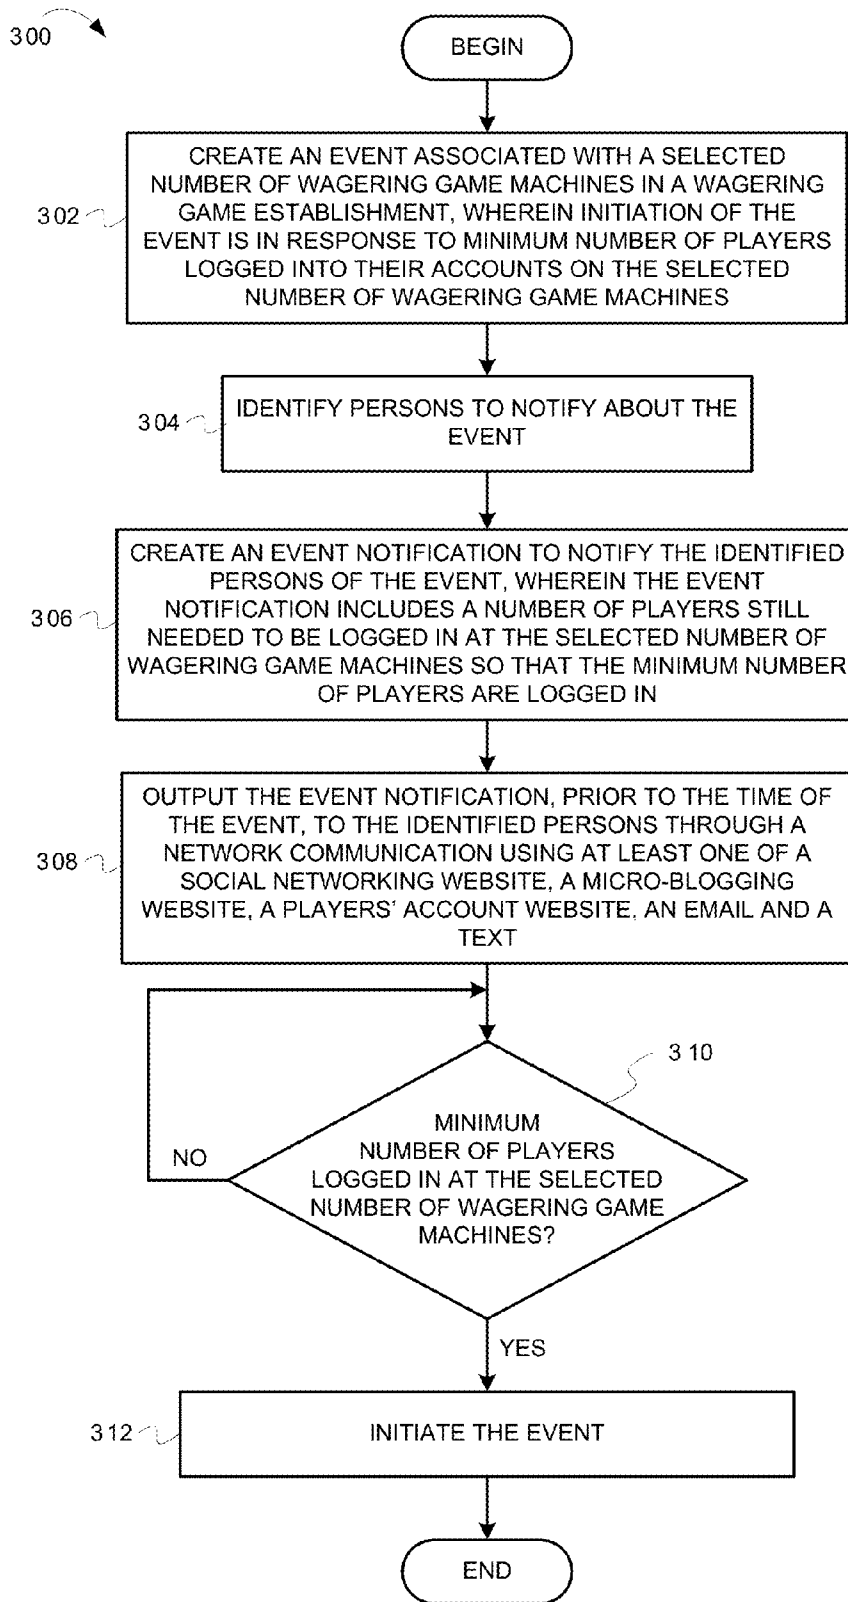 300
BEGIN
302
CREATE AN EVENT ASSOCIATED WITH A SELECTED
NUMBER OF WAGERING GAME MACHINES IN A WAGERING
GAME ESTABLISHMENT, WHEREIN INITIATION OF THE
EVENT IS IN RESPONSE TO MINIMUM NUMBER OF PLAYERS
LOGGED INTO THEIR ACCOUNTS ON THE SELECTED
NUMBER OF WAGERING GAME MACHINES
304
IDENTIFY PERSONS TO NOTIFY ABOUT THE
EVENT
306
CREATE AN EVENT NOTIFICATION TO NOTIFY THE IDENTIFIED
PERSONS OF THE EVENT, WHEREIN THE EVENT
NOTIFICATION INCLUDES A NUMBER OF PLAYERS STILL
NEEDED TO BE LOGGED IN AT THE SELECTED NUMBER OF
WAGERING GAME MACHINES SO THAT THE MINIMUM NUMBER
OF PLAYERS ARE LOGGED IN
308
OUTPUT THE EVENT NOTIFICATION, PRIOR TO THE TIME OF
THE EVENT, TO THE IDENTIFIED PERSONS THROUGH A
NETWORK COMMUNICATION USING AT LEAST ONE OF A
SOCIAL NETWORKING WEBSITE, A MICRO-BLOGGING
WEBSITE, A PLAYERS' ACCOUNT WEBSITE, AN EMAIL AND A
TEXT
310
MINIMUM
NUMBER OF PLAYERS
LOGGED IN AT THE SELECTED
NUMBER OF WAGERING GAME
MACHINES?
NO
YES
312
INITIATE THE EVENT
END